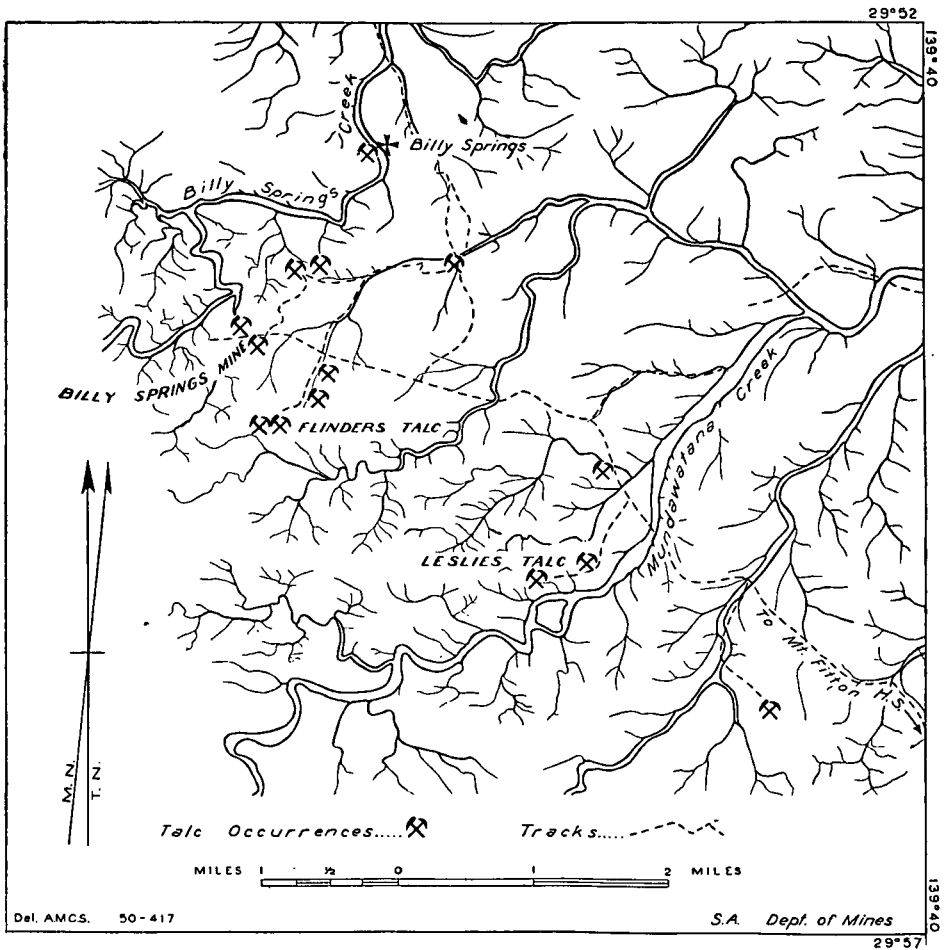 29°52
139°40
Creek
Billy Springs
Billy Springs
BILLY SPRINGS MINE
FLINDERS TALC
Mundawatana Creek
LESLIES TALC
To Mt. Fitton H.S.
M.N.
T.N.
Talc Occurrences.....
Tracks.....
MILES 1 ½ 0 1 2 MILES
Del. A.M.C.S. 50-417
S.A. Dept. of Mines
139°40
29°57'